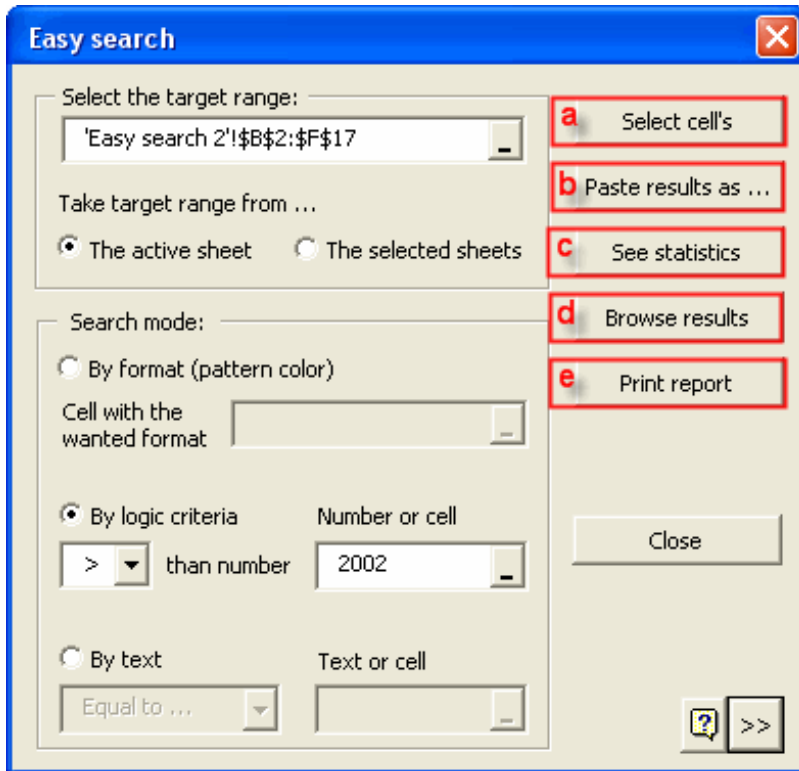 Easy search
Select the target range:
'Easy search 2'!$B$2:$F$17
Take target range from ...
The active sheet The selected sheets
a Select cell's
b Paste results as ...
c See statistics
d Browse results
e Print report
Search mode:
By format (pattern color)
Cell with the
wanted format
By logic criteria Number or cell
> than number 2002
Close
By text Text or cell
Equal to ...
? >>